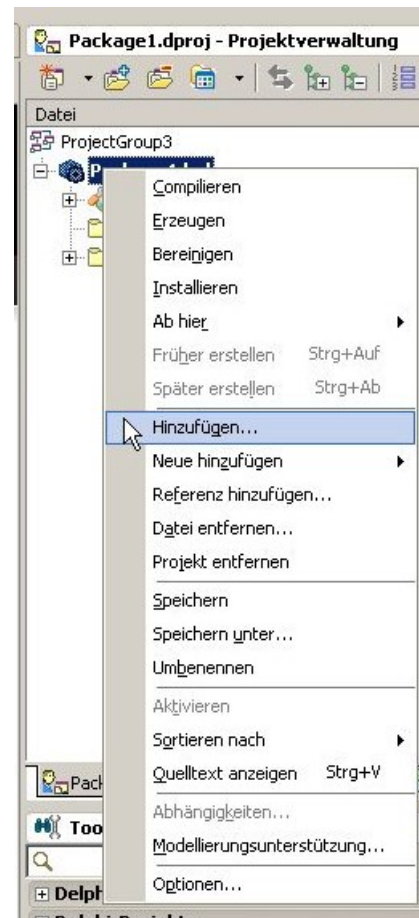 Package1.dproj - Projektverwaltung
Datei
ProjectGroup3
Compilieren
Erzeugen
Bereinigen
Installieren
Ab hier
Früher erstellen Strg+Auf
Später erstellen Strg+Ab
Hinzufügen...
Neue hinzufügen
Referenz hinzufügen...
Datei entfernen...
Projekt entfernen
Speichern
Speichern unter...
Umbenennen
Aktivieren
Sortieren nach
Quelltext anzeigen Strg+V
Abhängigkeiten...
Modellierungsunterstützung...
Optionen...